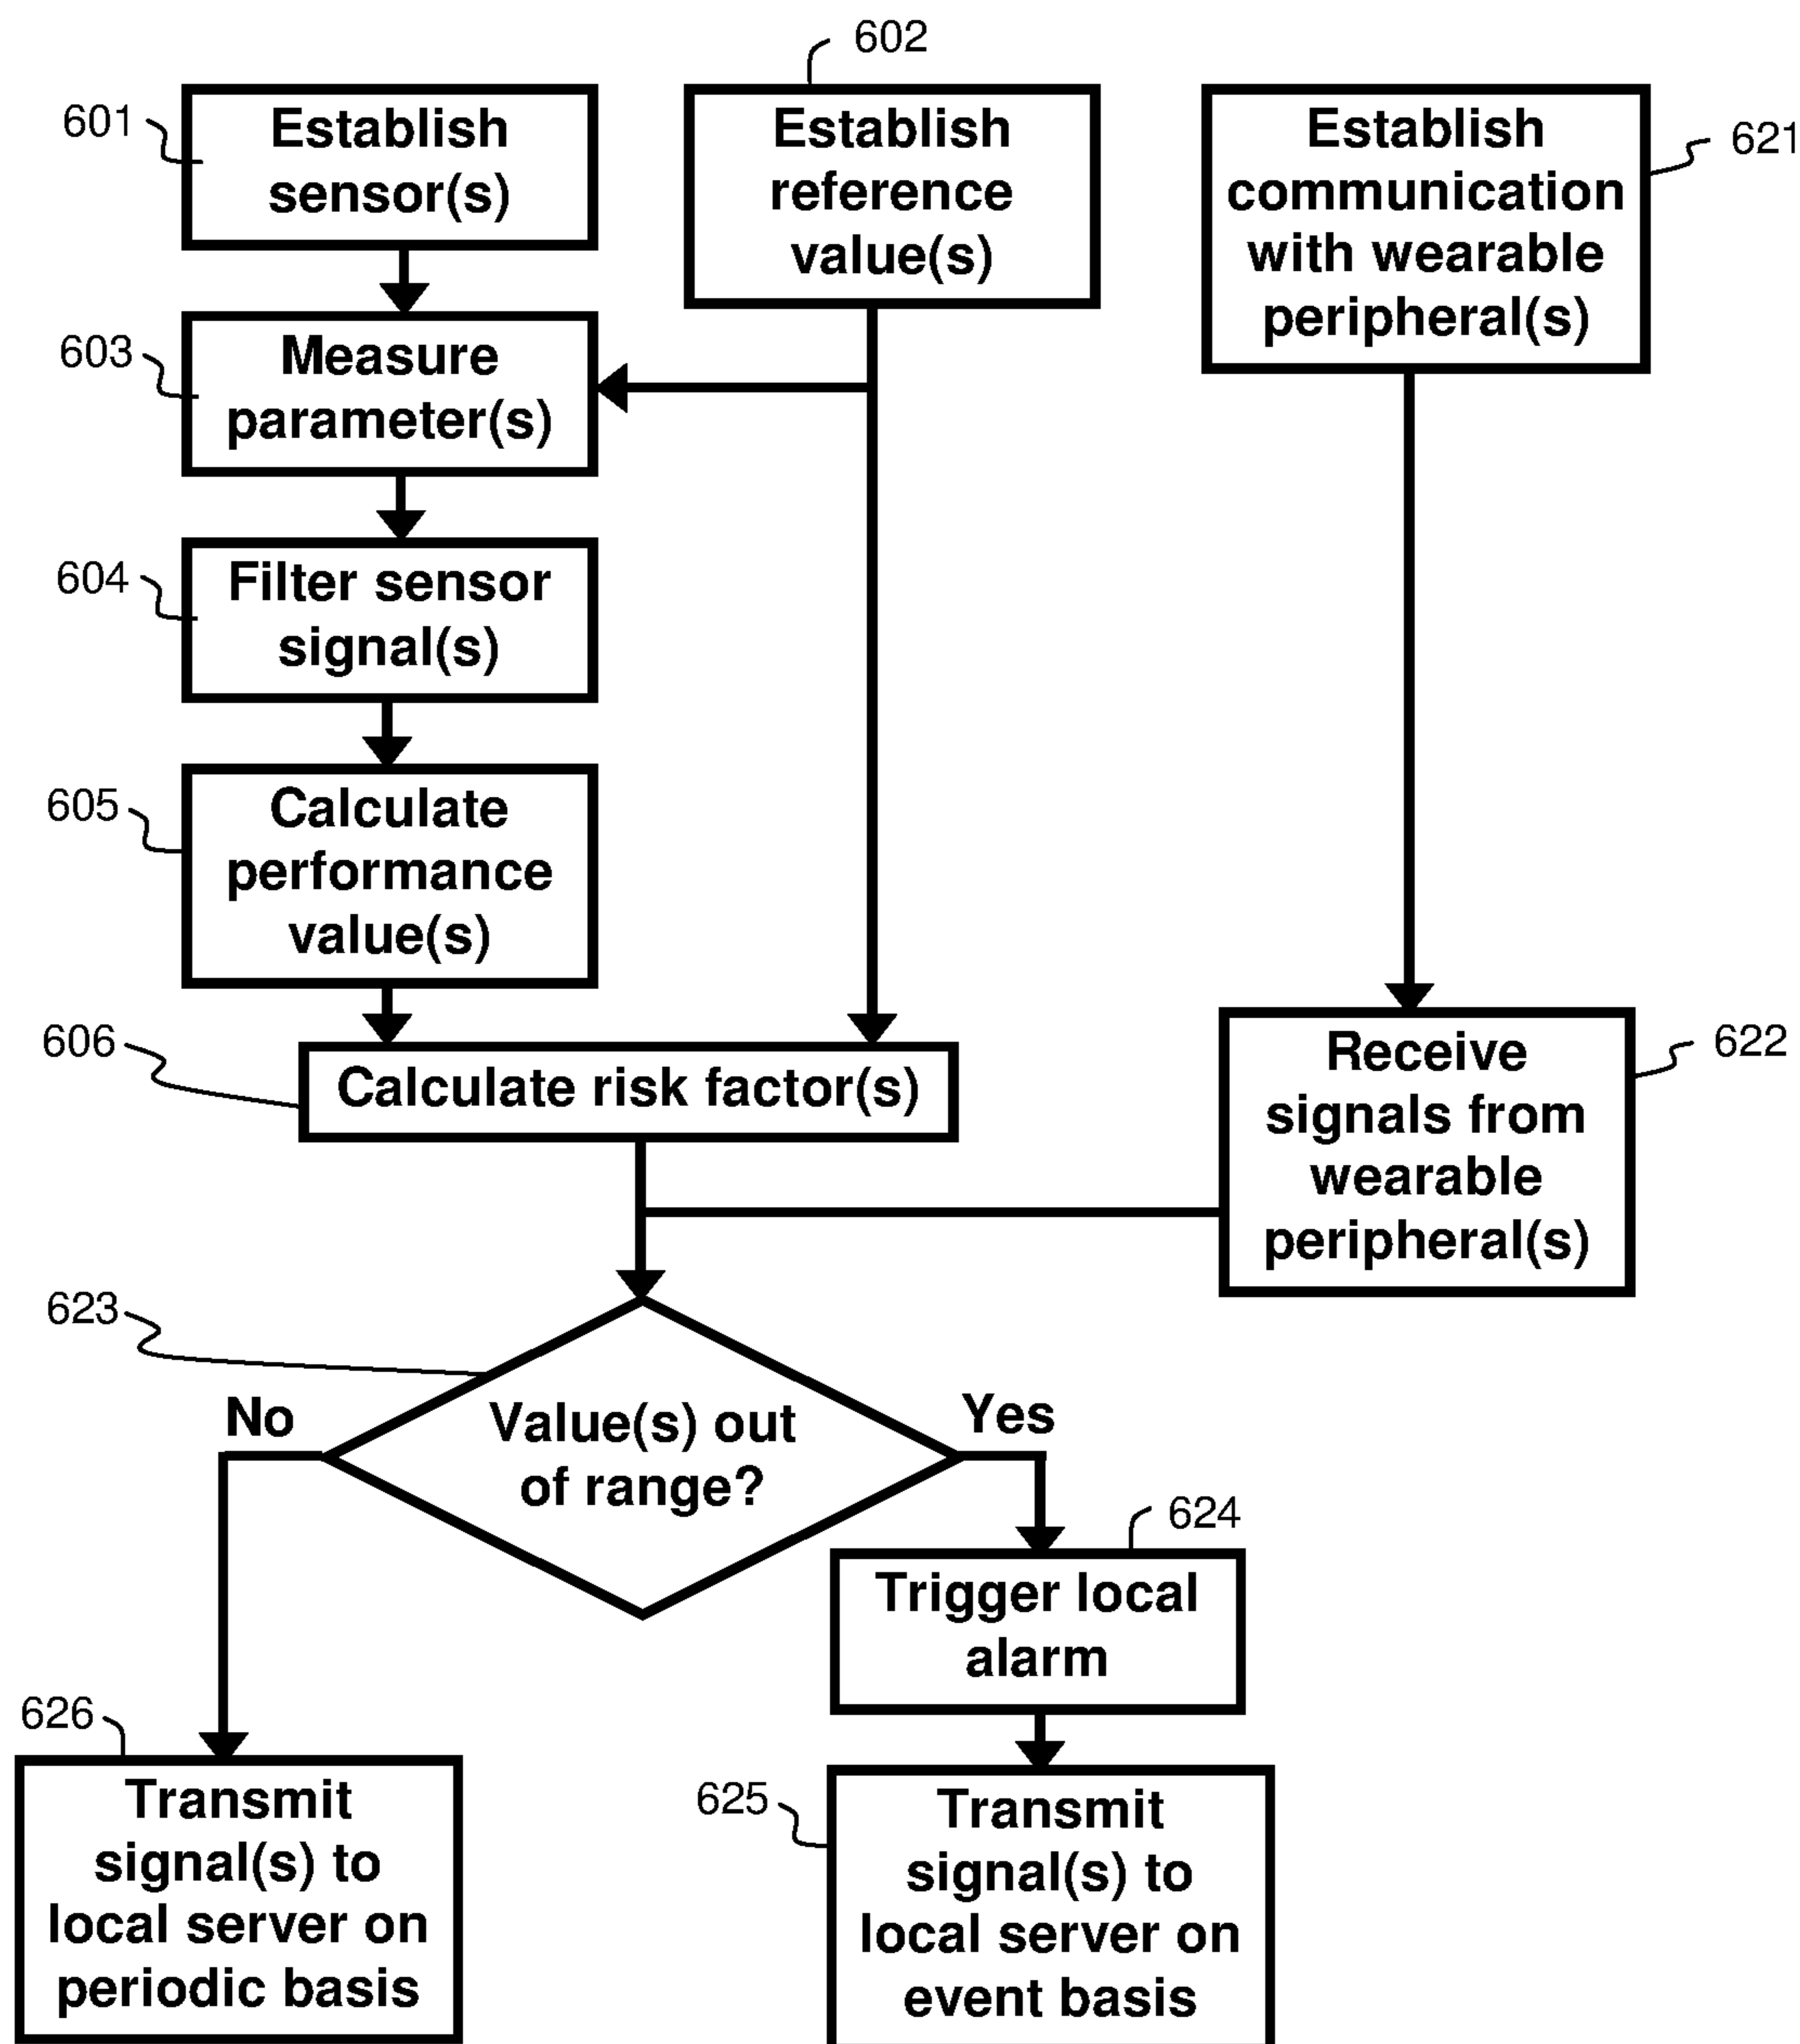 602
601
Establish
sensor(s)
Establish
reference
value(s)
Establish
communication
with wearable
peripheral(s)
621
603
Measure
parameter(s)
604
Filter sensor
signal(s)
605
Calculate
performance
value(s)
606
Calculate risk factor(s)
Receive
signals from
wearable
peripheral(s)
622
623
No
Value(s) out
of range?
Yes
624
Trigger local
alarm
626
Transmit
signal(s) to
local server on
periodic basis
625
Transmit
signal(s) to
local server on
event basis